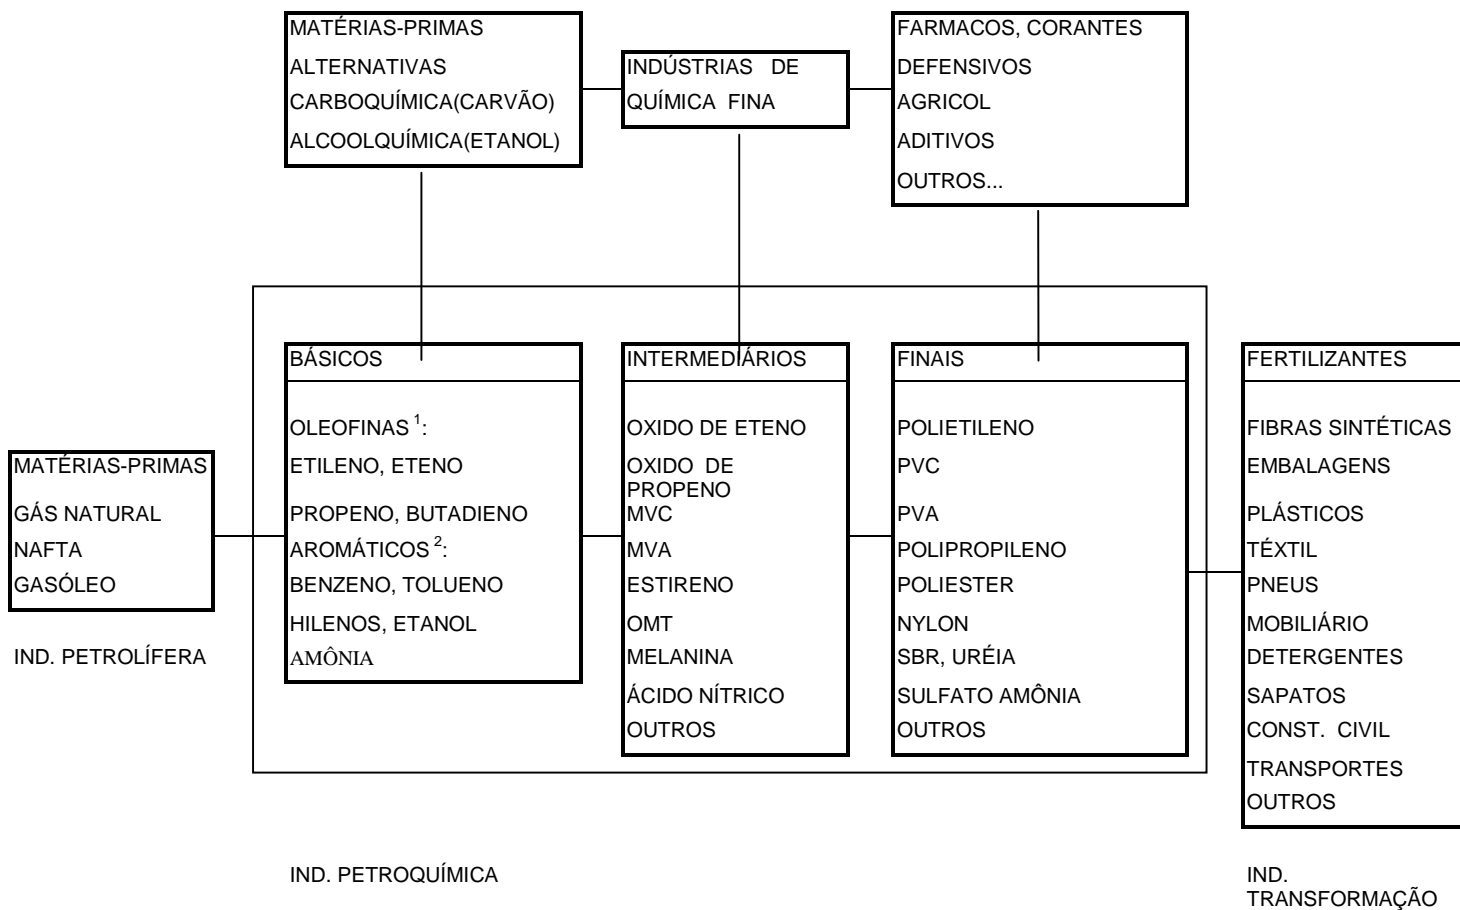 MATÉRIAS-PRIMAS
ALTERNATIVAS
CARBOQUÍMICA(CARVÃO)
ALCOOLQUÍMICA(ETANOL)
INDÚSTRIAS DE
QUÍMICA FINA
FARMACOS, CORANTES
DEFENSIVOS
AGRICOL
ADITIVOS
OUTROS...
MATÉRIAS-PRIMAS
GÁS NATURAL
NAFTA
GASÓLEO
IND. PETROLÍFERA
BÁSICOS
OLEOFINAS 1:
ETILENO, ETENO
PROPENO, BUTADIENO
AROMÁTICOS 2:
BENZENO, TOLUENO
HILENOS, ETANOL
AMÔNIA
INTERMEDIÁRIOS
OXIDO DE ETENO
OXIDO DE
PROPENO
MVC
MVA
ESTIRENO
OMT
MELANINA
ÁCIDO NÍTRICO
OUTROS
FINAIS
POLIETILENO
PVC
PVA
POLIPROPILENO
POLIESTER
NYLON
SBR, URÉIA
SULFATO AMÔNIA
OUTROS
FERTILIZANTES
FIBRAS SINTÉTICAS
EMBALAGENS
PLÁSTICOS
TÉXTIL
PNEUS
MOBILIÁRIO
DETERGENTES
SAPATOS
CONST. CIVIL
TRANSPORTES
OUTROS
IND. PETROQUÍMICA
IND.
TRANSFORMAÇÃO